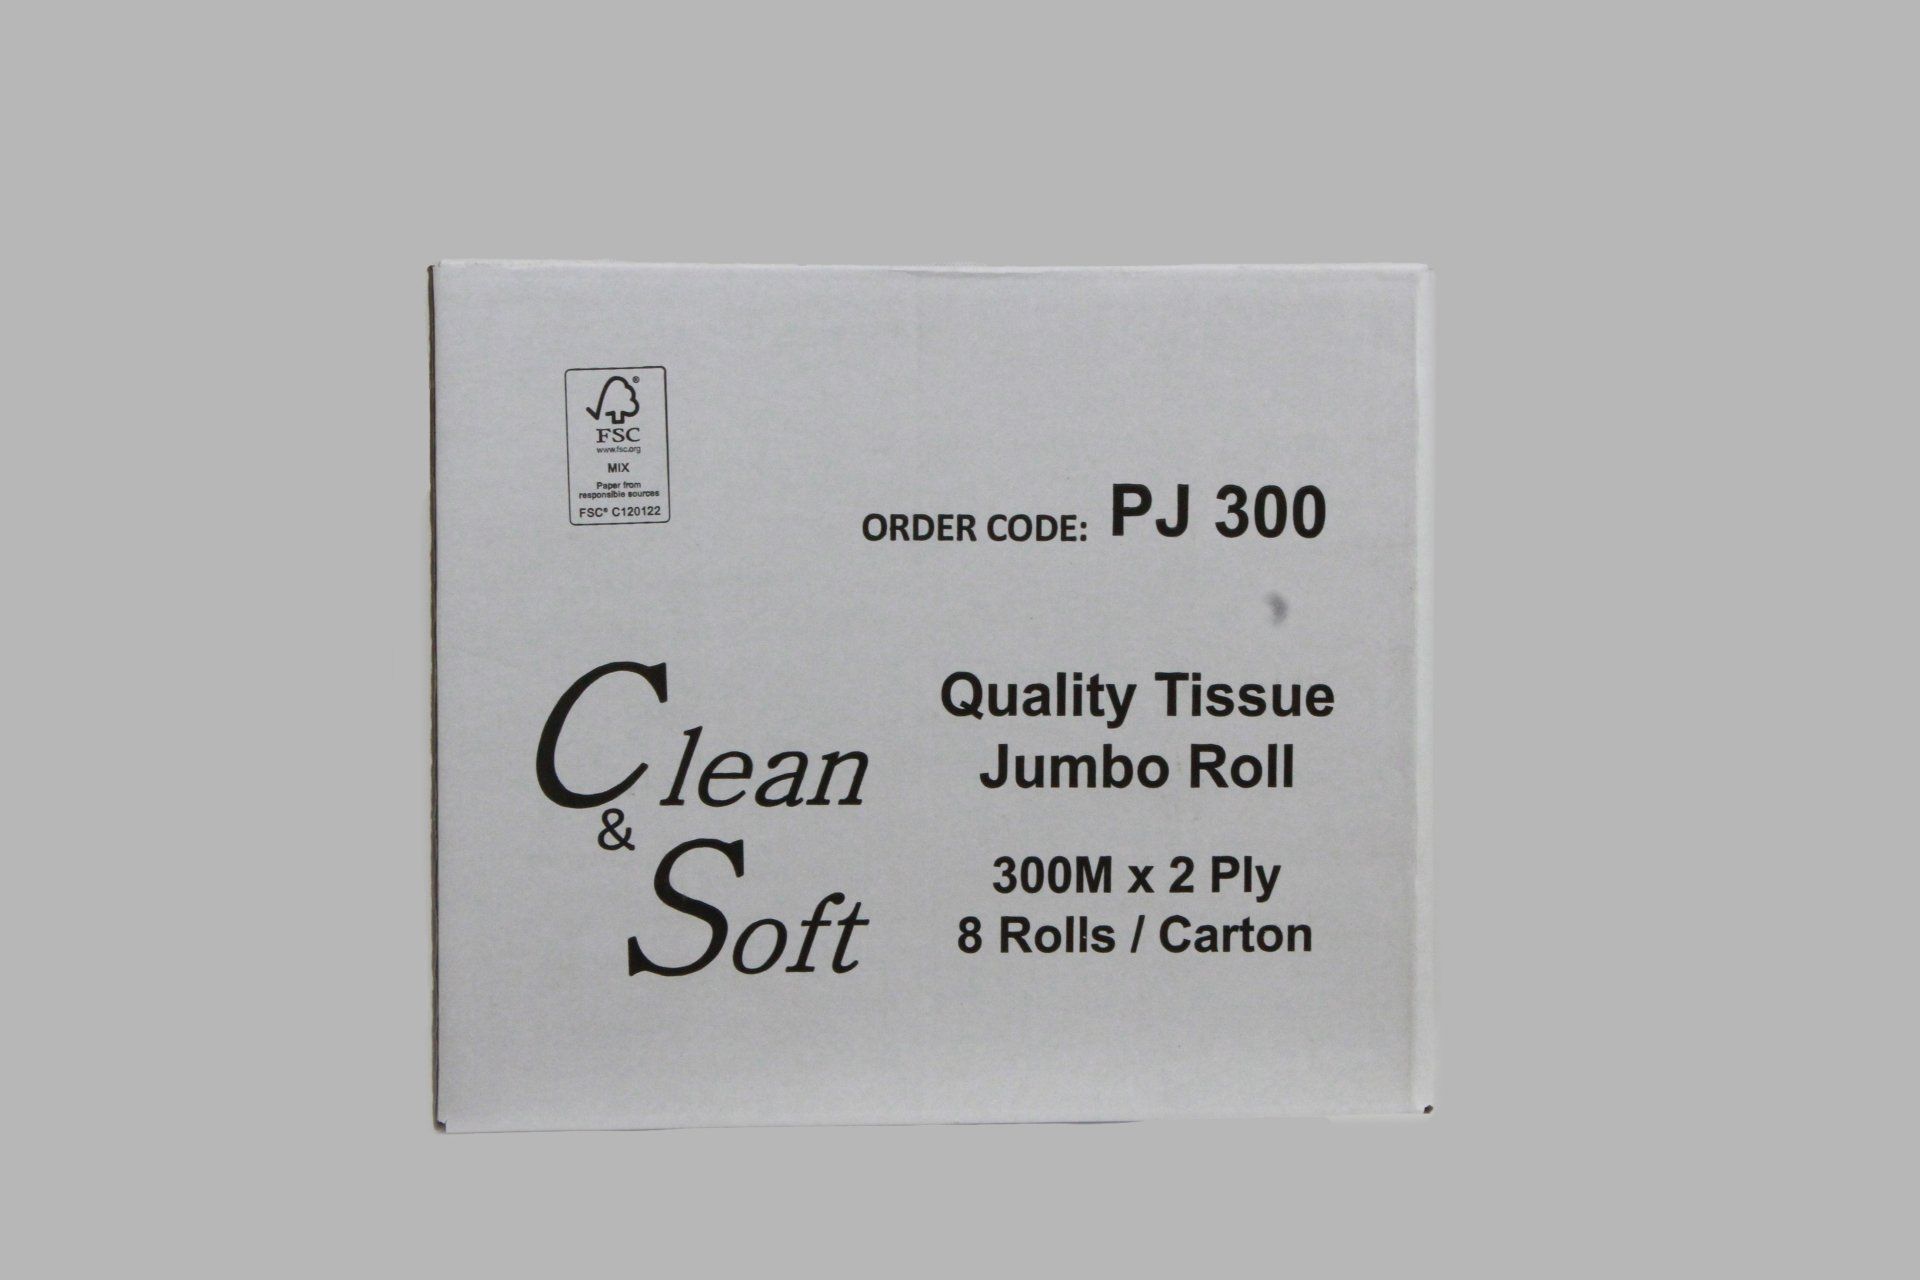 ®
FSC
www.fsc.org
MIX
Paper from
responsible sources
FSC® C120122
ORDER CODE: PJ 300
Clean
&
Soft
Quality Tissue
Jumbo Roll
300M x 2 Ply
8 Rolls / Carton